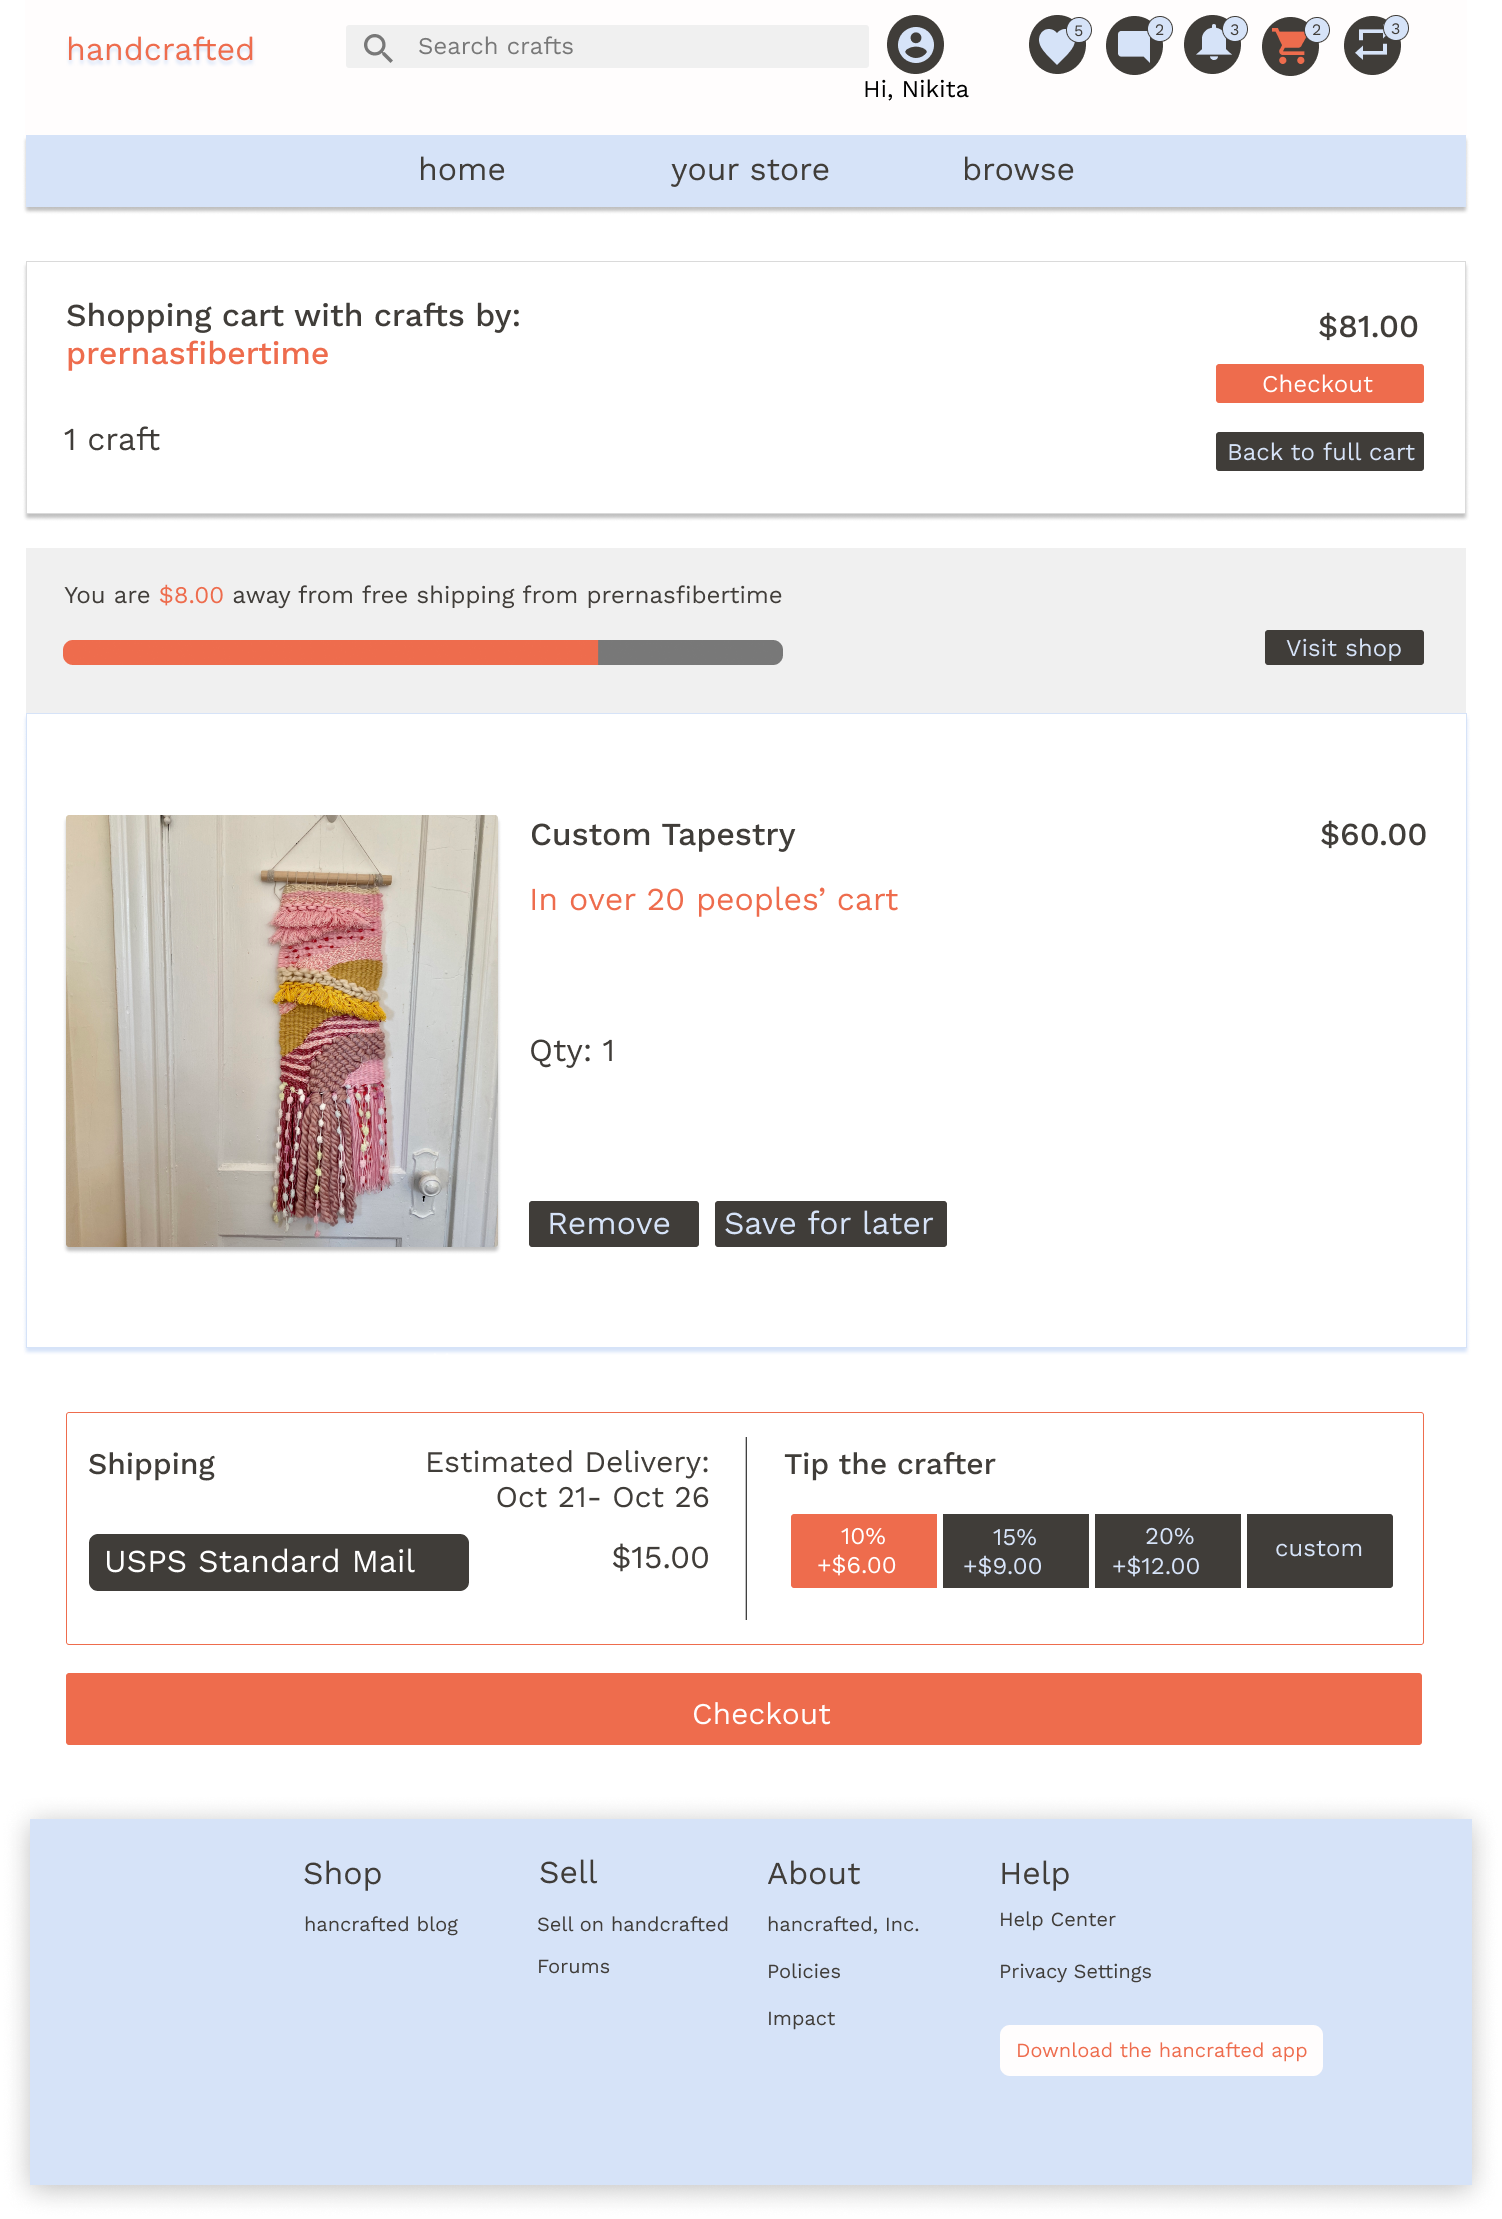 handcrafted
Search crafts
Hi, Nikita
5
2
3
2
3
home
your store
browse
Shopping cart with crafts by:
prernasfibertime
1 craft
$81.00
Checkout
Back to full cart
You are $8.00 away from free shipping from prernasfibertime
Visit shop
Custom Tapestry
$60.00
In over 20 peoples’ cart
Qty: 1
Remove
Save for later
Shipping
Estimated Delivery:
Oct 21- Oct 26
USPS Standard Mail
$15.00
Tip the crafter
10%
+$6.00
15%
+$9.00
20%
+$12.00
custom
Checkout
Shop
hancrafted blog
Sell
Sell on handcrafted
Forums
About
hancrafted, Inc.
Policies
Impact
Help
Help Center
Privacy Settings
Download the hancrafted app